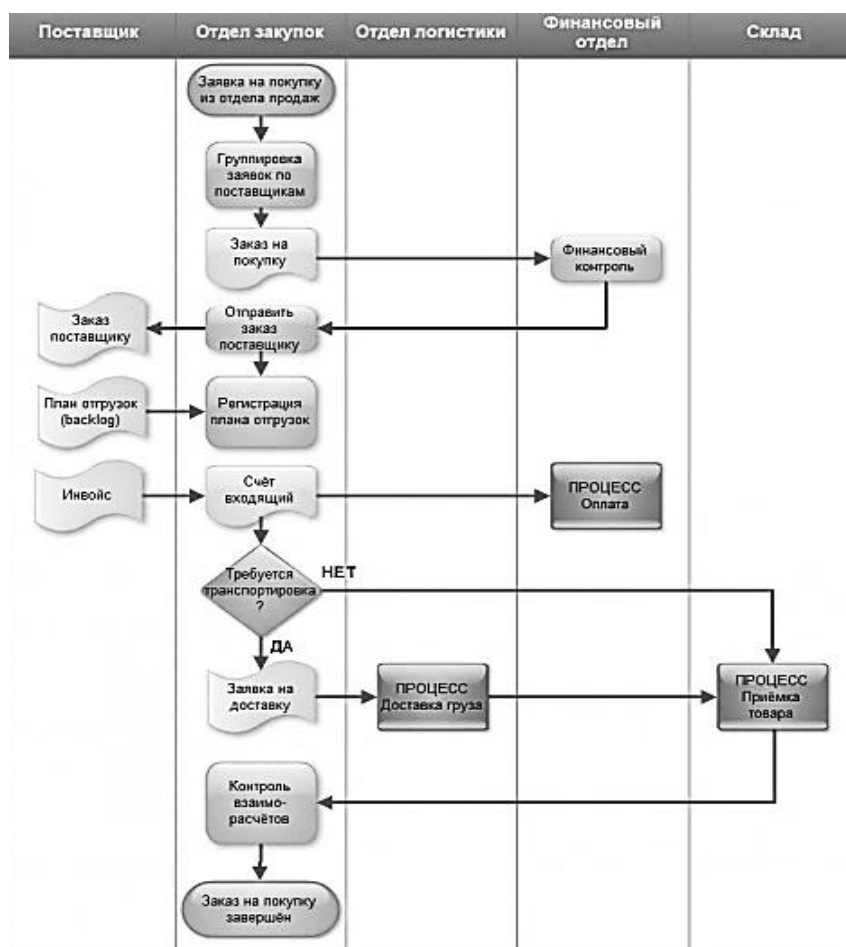 Поставщик
Отдел закупок
Отдел логистики
Финансовый
отдел
Склад
Заявка на покупку
из отдела продаж
Группировка
заявок по
поставщикам
Заказ на
покупку
Финансовый
контроль
Заказ
поставщику
Отправить
заказ
поставщику
План отгрузок
(backlog)
Регистрация
плана отгрузок
Инвойс
Счёт
входящий
ПРОЦЕСС
Оплата
Требуется
транспортировка
?
НЕТ
ДА
Заявка на
доставку
ПРОЦЕСС
Доставка груза
ПРОЦЕСС
Приёмка
товара
Контроль
взаимо-
расчётов
Заказ на покупку
завершён